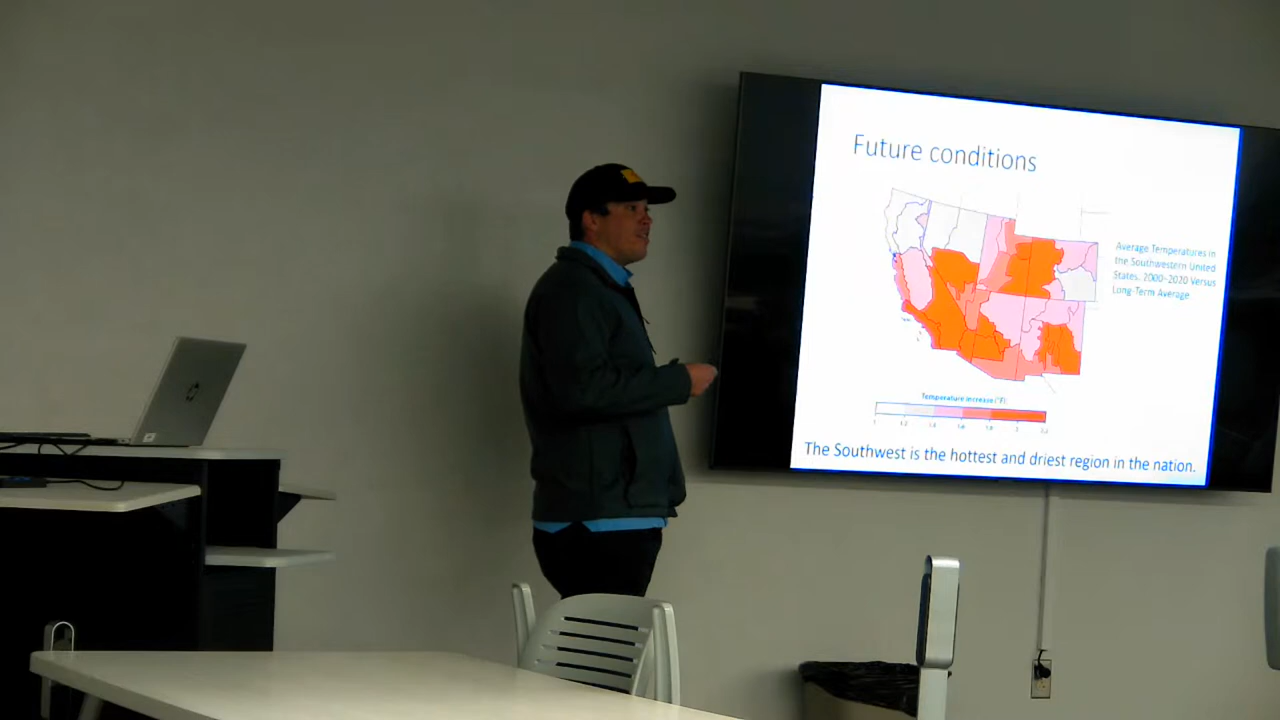 Future conditions
Average Temperatures in
the Southwestern United
States, 2000–2020 Versus
Long-Term Average
Temperature Increase (°F)
The Southwest is the hottest and driest region in the nation.